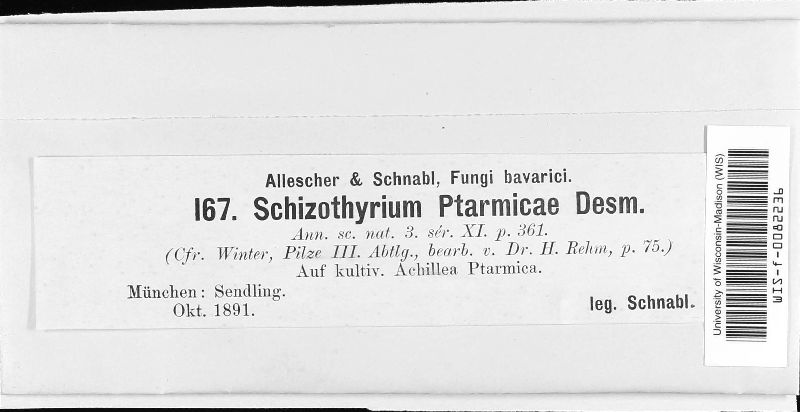 Allescher & Schnabl, Fungi bavarici.
167. Schizothyrium Ptarmicae Desm.
Ann. sc. nat. 3. sér. XI. p. 361.
(Cfr. Winter, Pilze III. Abtlg., bearb. v. Dr. H. Rehm, p. 75.)
Auf kultiv. Achillea Ptarmica.
München: Sendling.
Okt. 1891.
leg. Schnabl.
University of Wisconsin-Madison (WIS)
WIS-f-0082236